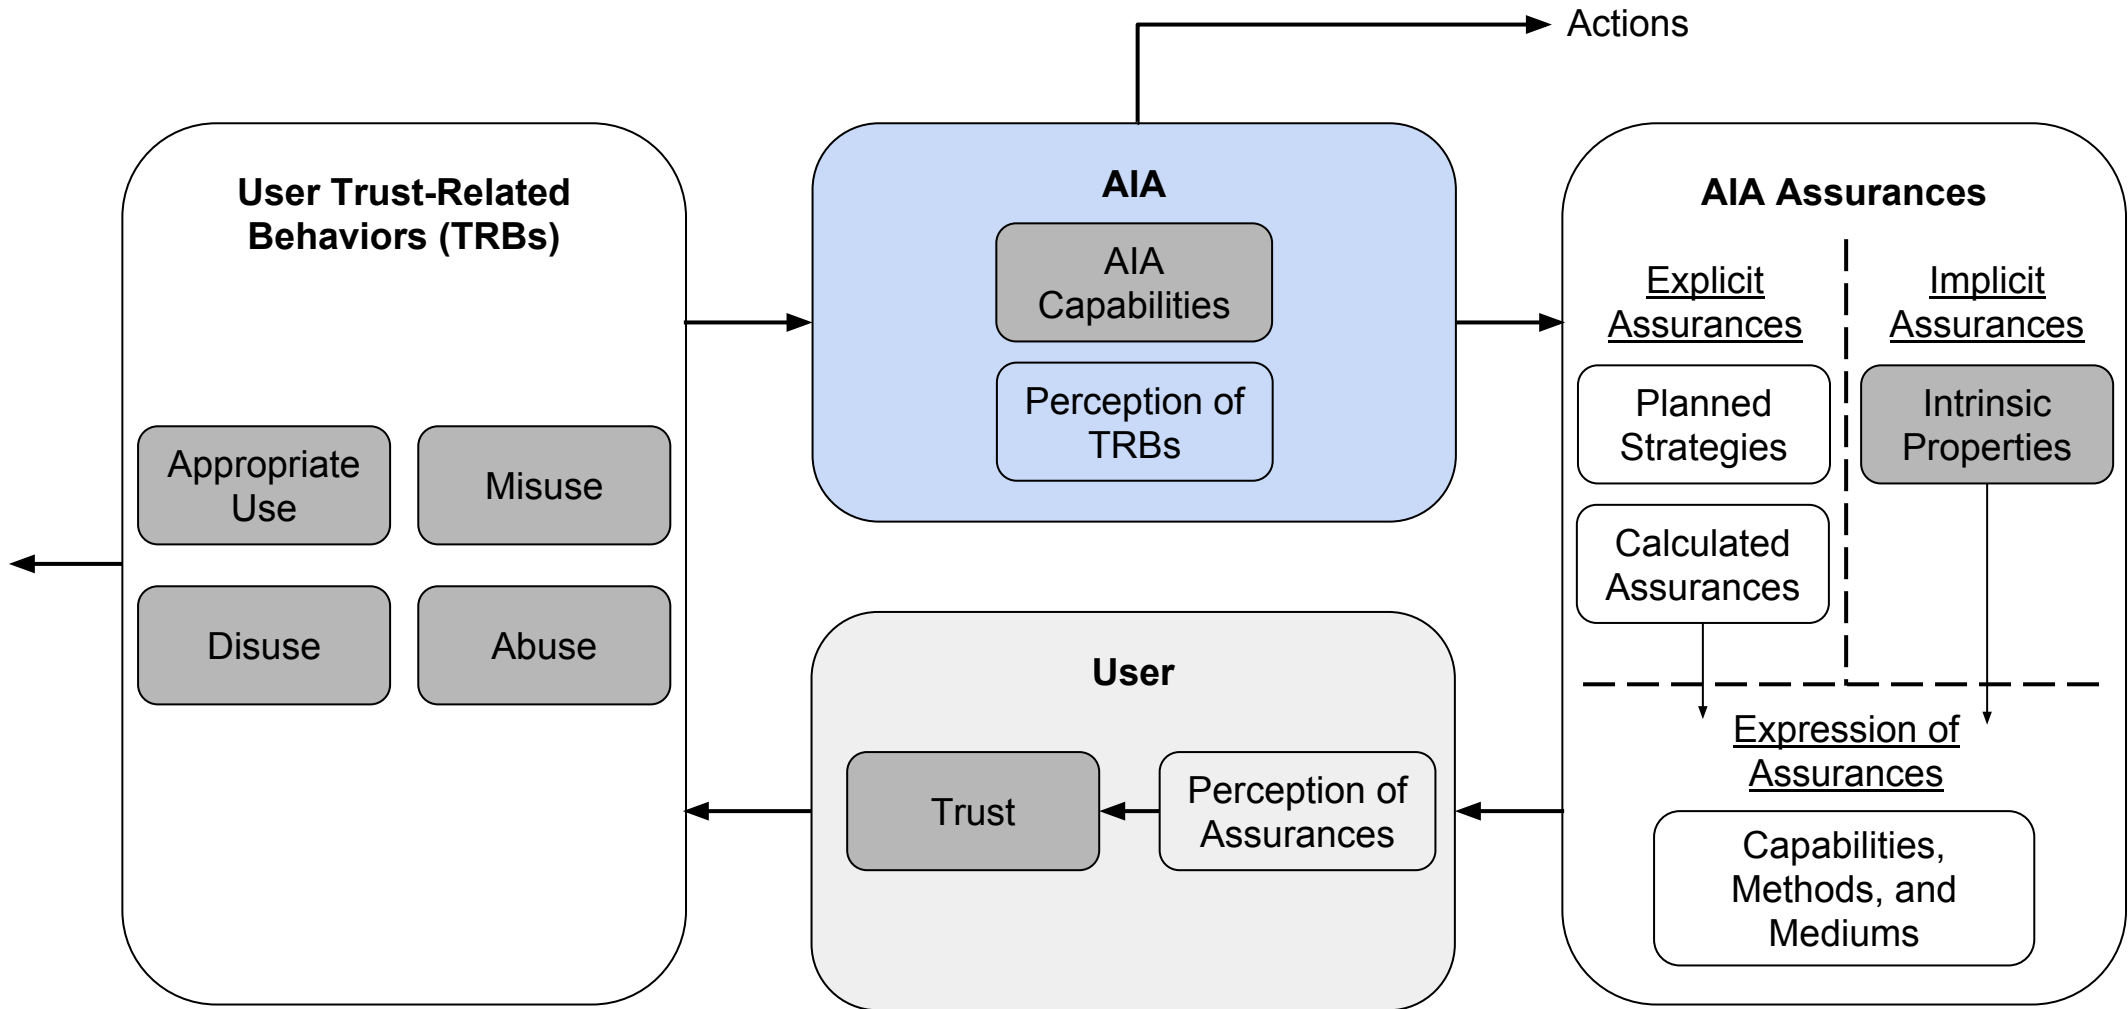 Actions
User Trust-Related
Behaviors (TRBs)
Appropriate
Use
Misuse
Disuse
Abuse
AIA
AIA
Capabilities
Perception of
TRBs
User
Trust
Perception of
Assurances
AIA Assurances
Explicit
Assurances
Implicit
Assurances
Planned
Strategies
Intrinsic
Properties
Calculated
Assurances
Expression of
Assurances
Capabilities,
Methods, and
Mediums